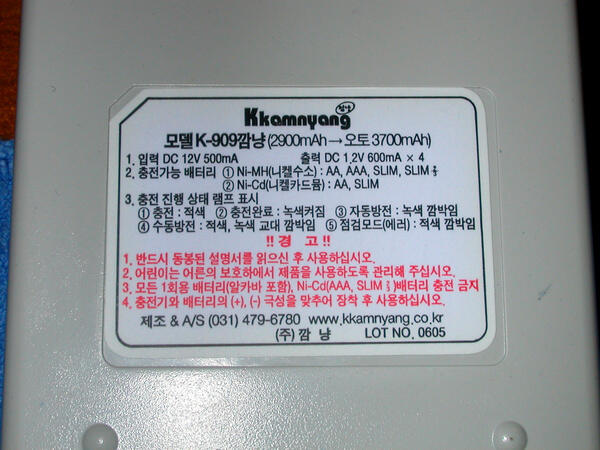 깜냥
Kkamnyang
모델 K-909깜냥 (2900mAh → 오토 3700mAh)
1. 입력 DC 12V 500mA 출력 DC 1.2V 600mA × 4
2. 충전가능 배터리 ① Ni-MH(니켈수소) : AA, AAA, SLIM, SLIM ⅔
② Ni-Cd(니켈카드뮴) : AA, SLIM
3. 충전 진행 상태 램프 표시
① 충전 : 적색 ② 충전완료 : 녹색켜짐 ③ 자동방전 : 녹색 깜박임
④ 수동방전 : 적색, 녹색 교대 깜박임 ⑤ 점검모드(에러) : 적색 깜박임
!! 경 고 !!
1. 반드시 동봉된 설명서를 읽으신 후 사용하십시오.
2. 어린이는 어른의 보호하에서 제품을 사용하도록 관리해 주십시오.
3. 모든 1회용 배터리(알카바 포함), Ni-Cd(AAA, SLIM ⅔)배터리 충전 금지
4. 충전기와 배터리의 (+), (-) 극성을 맞추어 장착 후 사용하십시오.
제조 & A/S (031) 479-6780 www.kkamnyang.co.kr
(주) 깜 냥 LOT NO. 0605